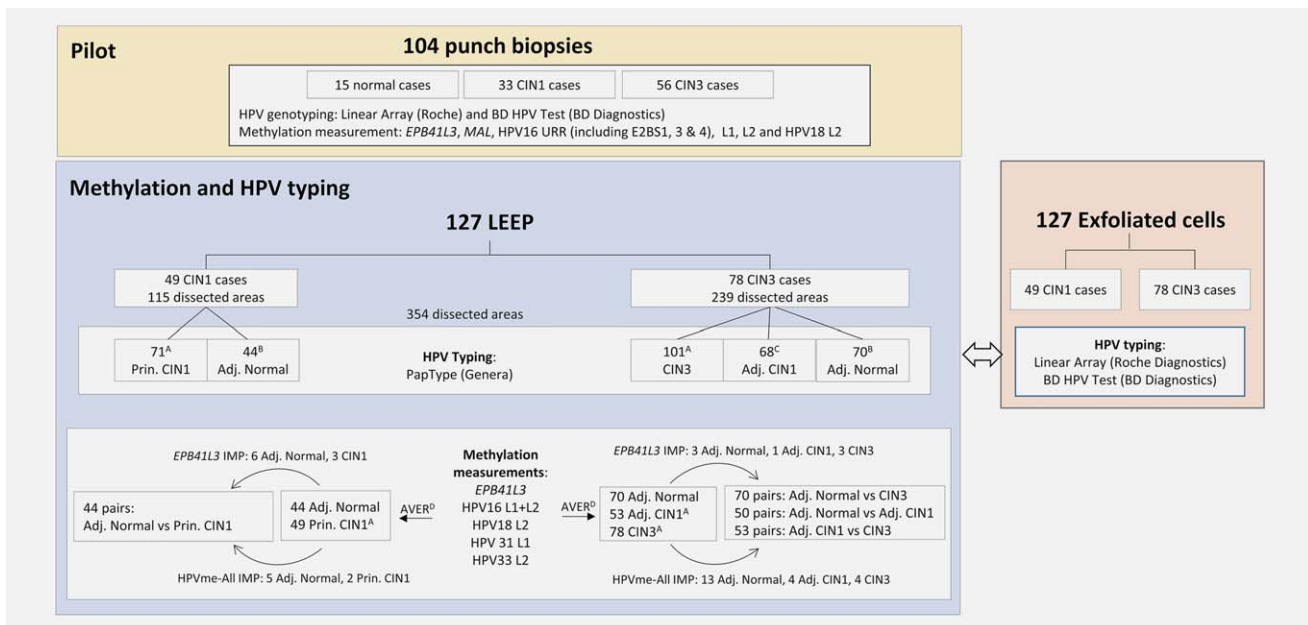 Pilot
104 punch biopsies
15 normal cases
33 CIN1 cases
56 CIN3 cases
HPV genotyping: Linear Array (Roche) and BD HPV Test (BD Diagnostics)
Methylation measurement: EPB41L3, MAL, HPV16 URR (including E2BS1, 3 & 4), L1, L2 and HPV18 L2
Methylation and HPV typing
127 LEEP
49 CIN1 cases
115 dissected areas
78 CIN3 cases
239 dissected areas
354 dissected areas
71A
Prin. CIN1
44B
Adj. Normal
HPV Typing:
PapType (Genera)
101A
CIN3
68C
Adj. CIN1
70B
Adj. Normal
EPB41L3 IMP: 6 Adj. Normal, 3 CIN1
44 pairs:
Adj. Normal vs Prin. CIN1
44 Adj. Normal
49 Prin. CIN1A
HPVme-All IMP: 5 Adj. Normal, 2 Prin. CIN1
AVERD
Methylation
measurements:
EPB41L3
HPV16 L1+L2
HPV18 L2
HPV 31 L1
HPV33 L2
AVERD
EPB41L3 IMP: 3 Adj. Normal, 1 Adj. CIN1, 3 CIN3
70 Adj. Normal
53 Adj. CIN1A
78 CIN3A
70 pairs: Adj. Normal vs CIN3
50 pairs: Adj. Normal vs Adj. CIN1
53 pairs: Adj. CIN1 vs CIN3
HPVme-All IMP: 13 Adj. Normal, 4 Adj. CIN1, 4 CIN3
127 Exfoliated cells
49 CIN1 cases
78 CIN3 cases
HPV typing:
Linear Array (Roche Diagnostics)
BD HPV Test (BD Diagnostics)